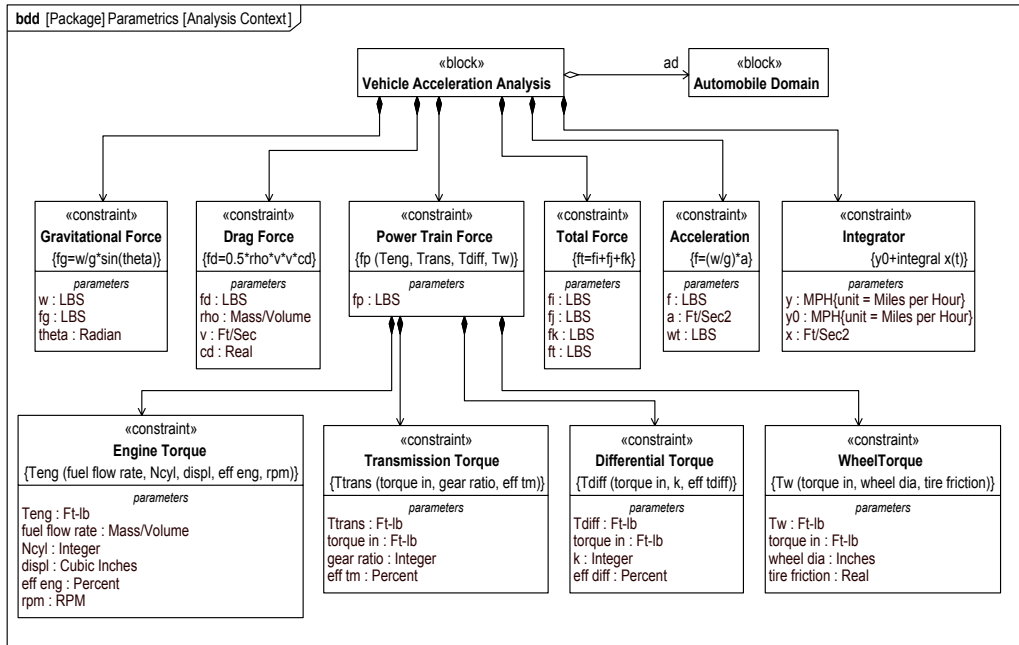 bdd [Package] Parametrics [Analysis Context]
«block»
Vehicle Acceleration Analysis
ad
«block»
Automobile Domain
«constraint»
Gravitational Force
{fg=w/g*sin(theta)}
parameters
w : LBS
fg : LBS
theta : Radian
«constraint»
Drag Force
{fd=0.5*rho*v*v*cd}
parameters
fd : LBS
rho : Mass/Volume
v : Ft/Sec
cd : Real
«constraint»
Power Train Force
{fp (Teng, Trans, Tdiff, Tw)}
parameters
fp : LBS
«constraint»
Total Force
{ft=fi+fj+fk}
parameters
fi : LBS
fj : LBS
fk : LBS
ft : LBS
«constraint»
Acceleration
{f=(w/g)*a}
parameters
f : LBS
a : Ft/Sec2
wt : LBS
«constraint»
Integrator
{y0+integral x(t)}
parameters
y : MPH{unit = Miles per Hour}
y0 : MPH{unit = Miles per Hour}
x : Ft/Sec2
«constraint»
Engine Torque
{Teng (fuel flow rate, Ncyl, displ, eff eng, rpm)}
parameters
Teng : Ft-lb
fuel flow rate : Mass/Volume
Ncyl : Integer
displ : Cubic Inches
eff eng : Percent
rpm : RPM
«constraint»
Transmission Torque
{Ttrans (torque in, gear ratio, eff tm)}
parameters
Ttrans : Ft-lb
torque in : Ft-lb
gear ratio : Integer
eff tm : Percent
«constraint»
Differential Torque
{Tdiff (torque in, k, eff tdiff)}
parameters
Tdiff : Ft-lb
torque in : Ft-lb
k : Integer
eff diff : Percent
«constraint»
WheelTorque
{Tw (torque in, wheel dia, tire friction)}
parameters
Tw : Ft-lb
torque in : Ft-lb
wheel dia : Inches
tire friction : Real